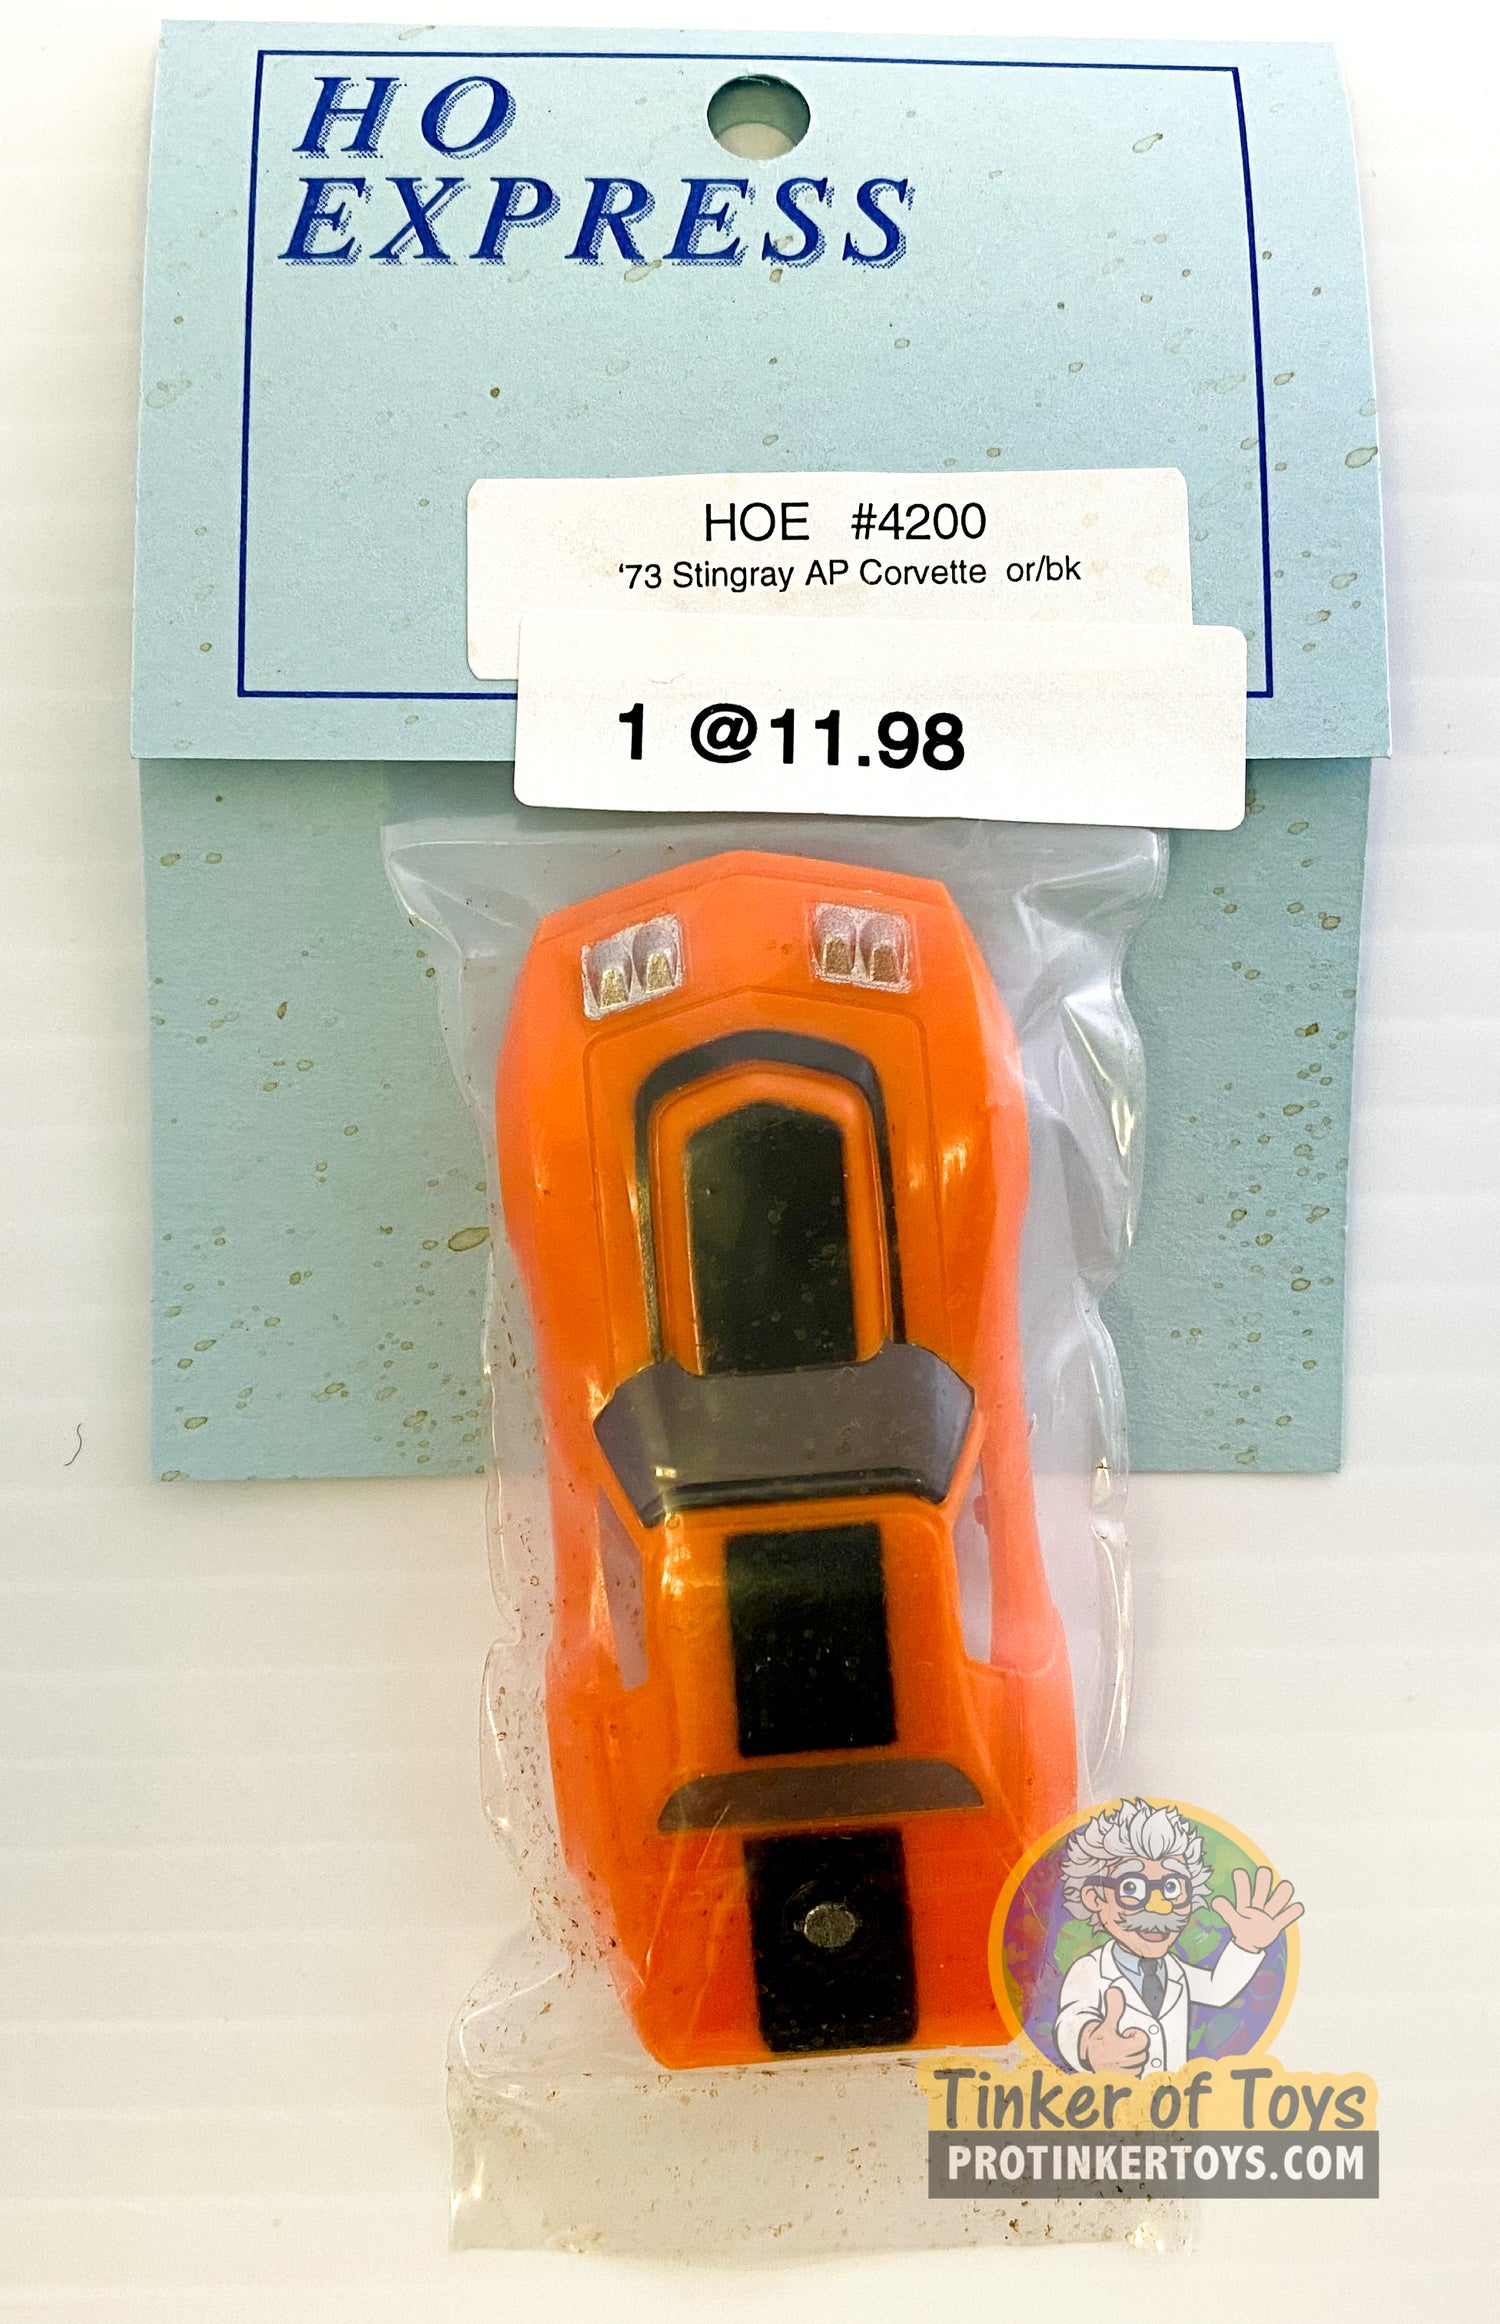 HO
EXPRESS
HOE #4200
‘73 Stingray AP Corvette or/bk
1 @11.98
Tinker of Toys
PROTINKERTOYS.COM